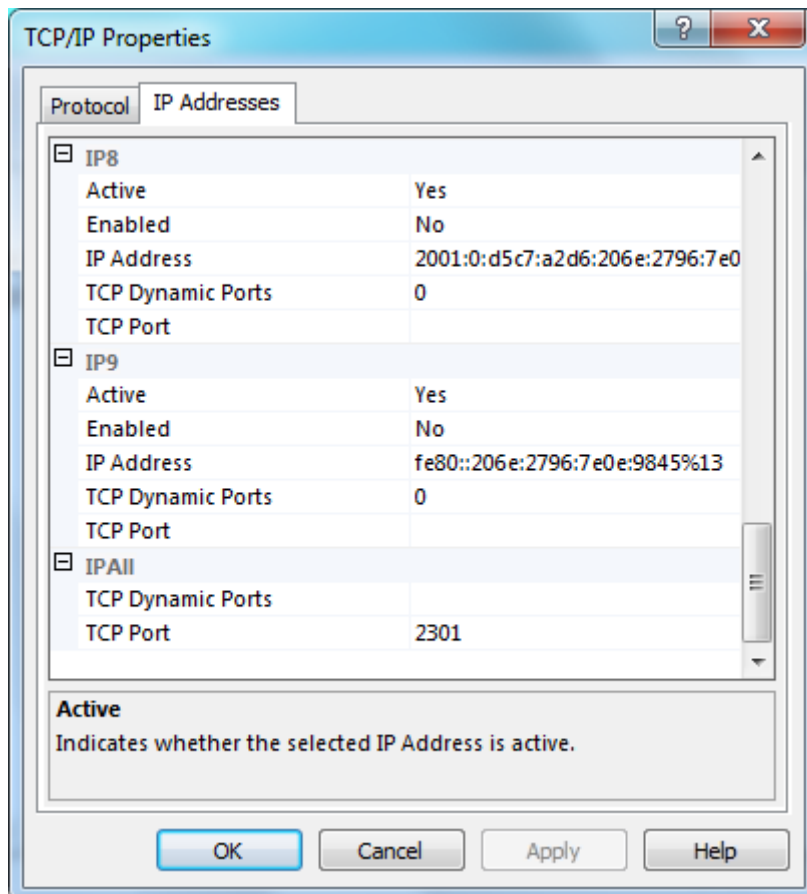 TCP/IP Properties
Protocol IP Addresses
IP8
Active Yes
Enabled No
IP Address 2001:0:d5c7:a2d6:206e:2796:7e0
TCP Dynamic Ports 0
TCP Port
IP9
Active Yes
Enabled No
IP Address fe80::206e:2796:7e0e:9845%13
TCP Dynamic Ports 0
TCP Port
IPAll
TCP Dynamic Ports
TCP Port 2301
Active
Indicates whether the selected IP Address is active.
OK Cancel Apply Help